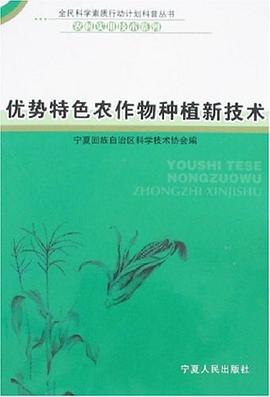 全民科学素质行动计划科普丛书
农村实用技术系列
优势特色农作物种植新技术
宁夏回族自治区科学技术协会编
YOUSHI TESE
NONGZUOWU
ZHONGZHI XINJISHU
宁夏人民出版社